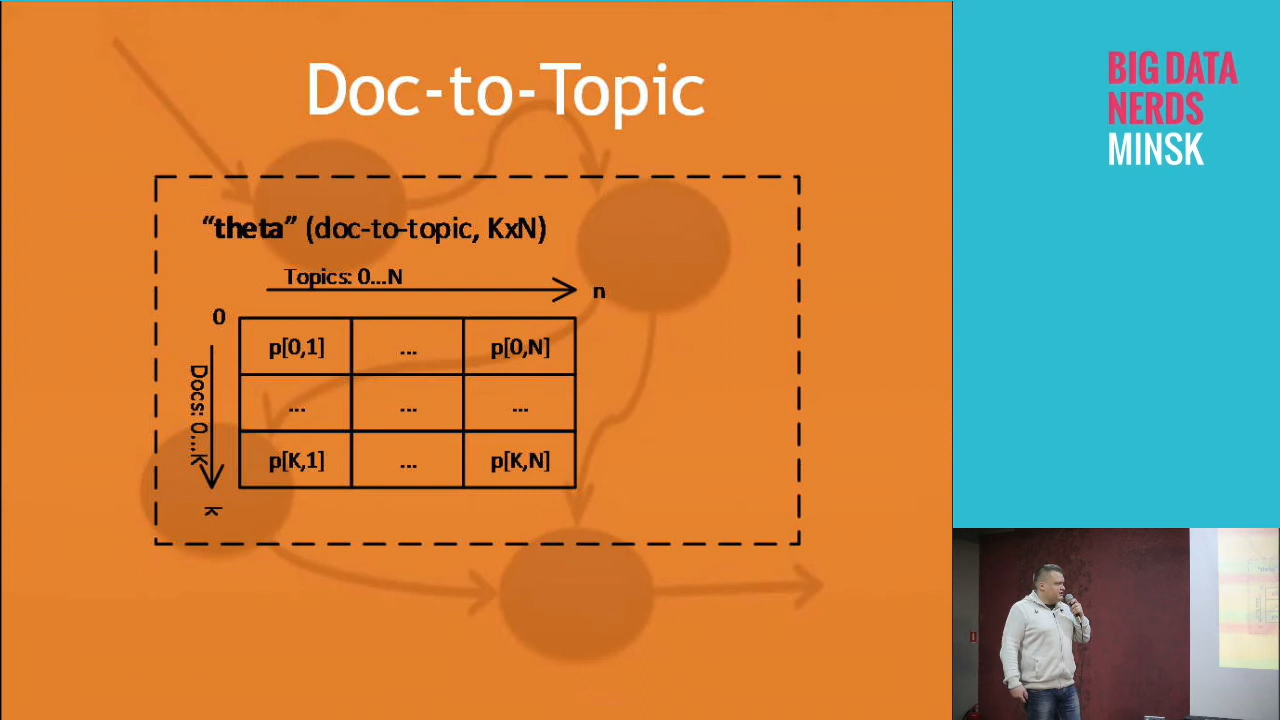 Doc-to-Topic
BIG DATA
NERDS
MINSK
“theta” (doc-to-topic, KxN)
Topics: 0...N
n
0
Docs: 0...K
k
p[0,1] ... p[0,N]
... ... ...
p[K,1] ... p[K,N]